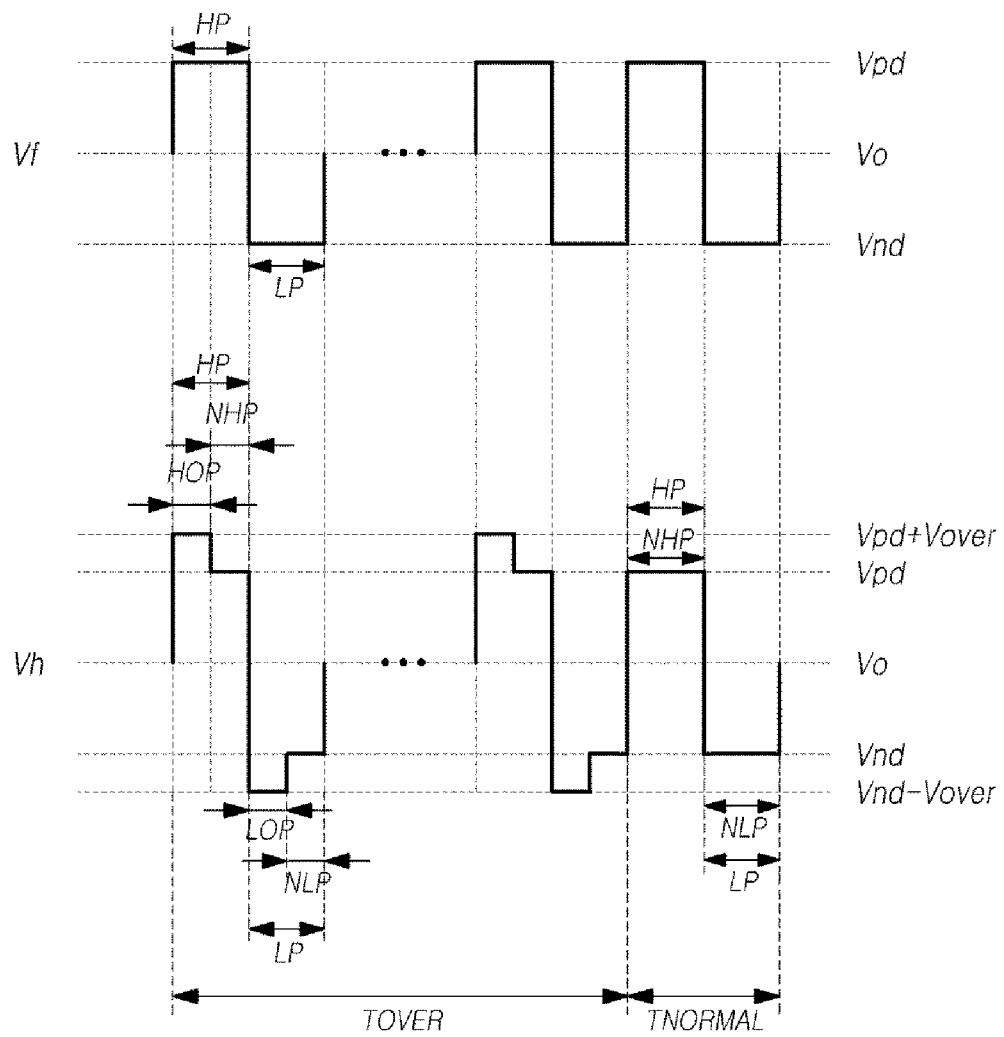 HP
Vpd
Vf
Vo
Vnd
LP
HP
NHP
HOP
HP
Vpd+Vover
NHP
Vpd
Vh
Vo
Vnd
Vnd-Vover
LOP
NLP
NLP
LP
LP
TOVER
TNORMAL